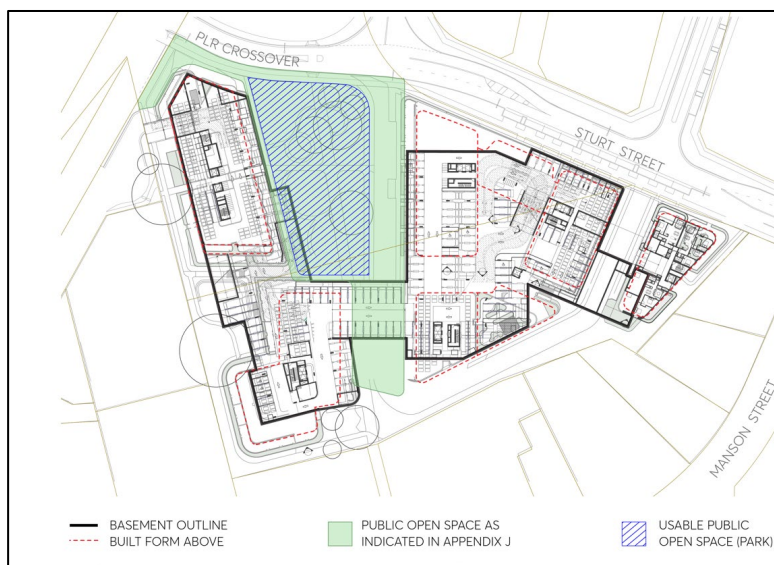 PLR CROSSOVER
STURT STREET
MANSON STREET
BASEMENT OUTLINE
BUILT FORM ABOVE
PUBLIC OPEN SPACE AS
INDICATED IN APPENDIX J
USABLE PUBLIC
OPEN SPACE (PARK)